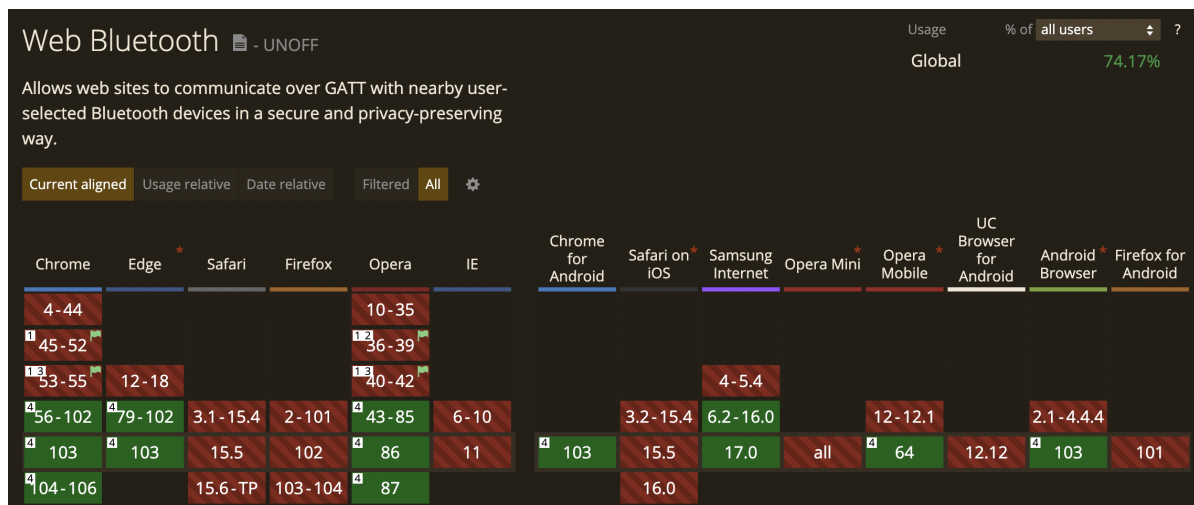 Web Bluetooth - UNOFF
Usage % of all users ?
Global 74.17%
Allows web sites to communicate over GATT with nearby user-
selected Bluetooth devices in a secure and privacy-preserving
way.
Current aligned Usage relative Date relative Filtered All
Chrome Edge * Safari Firefox Opera IE Chrome for Android Safari on iOS * Samsung Internet Opera Mini * Opera Mobile * UC Browser for Android Android Browser * Firefox for Android
4-44 10-35
1 45-52 1 2 36-39
1 3 53-55 12-18 1 3 40-42 4-5.4
4 56-102 4 79-102 3.1-15.4 2-101 4 43-85 6-10 3.2-15.4 6.2-16.0 12-12.1 2.1-4.4.4
4 103 4 103 15.5 102 4 86 11 4 103 15.5 17.0 all 4 64 12.12 4 103 101
4 104-106 15.6-TP 103-104 4 87 16.0